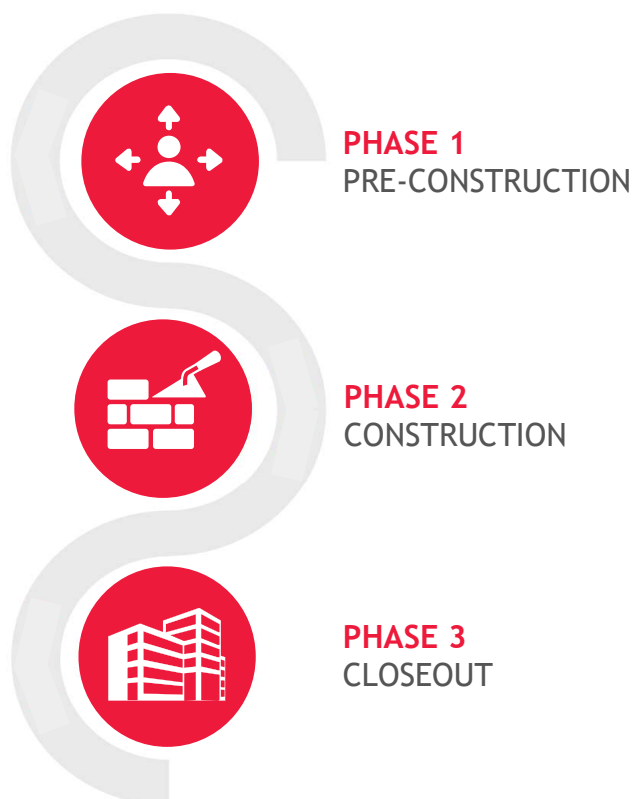 PHASE 1
PRE-CONSTRUCTION
PHASE 2
CONSTRUCTION
PHASE 3
CLOSEOUT